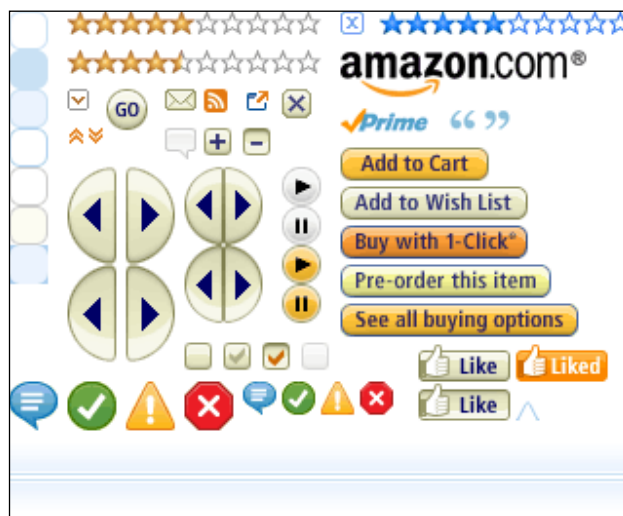 amazon.com®
GO
Prime
“ ”
Add to Cart
Add to Wish List
Buy with 1-Click®
Pre-order this item
See all buying options
Like
Liked
Like